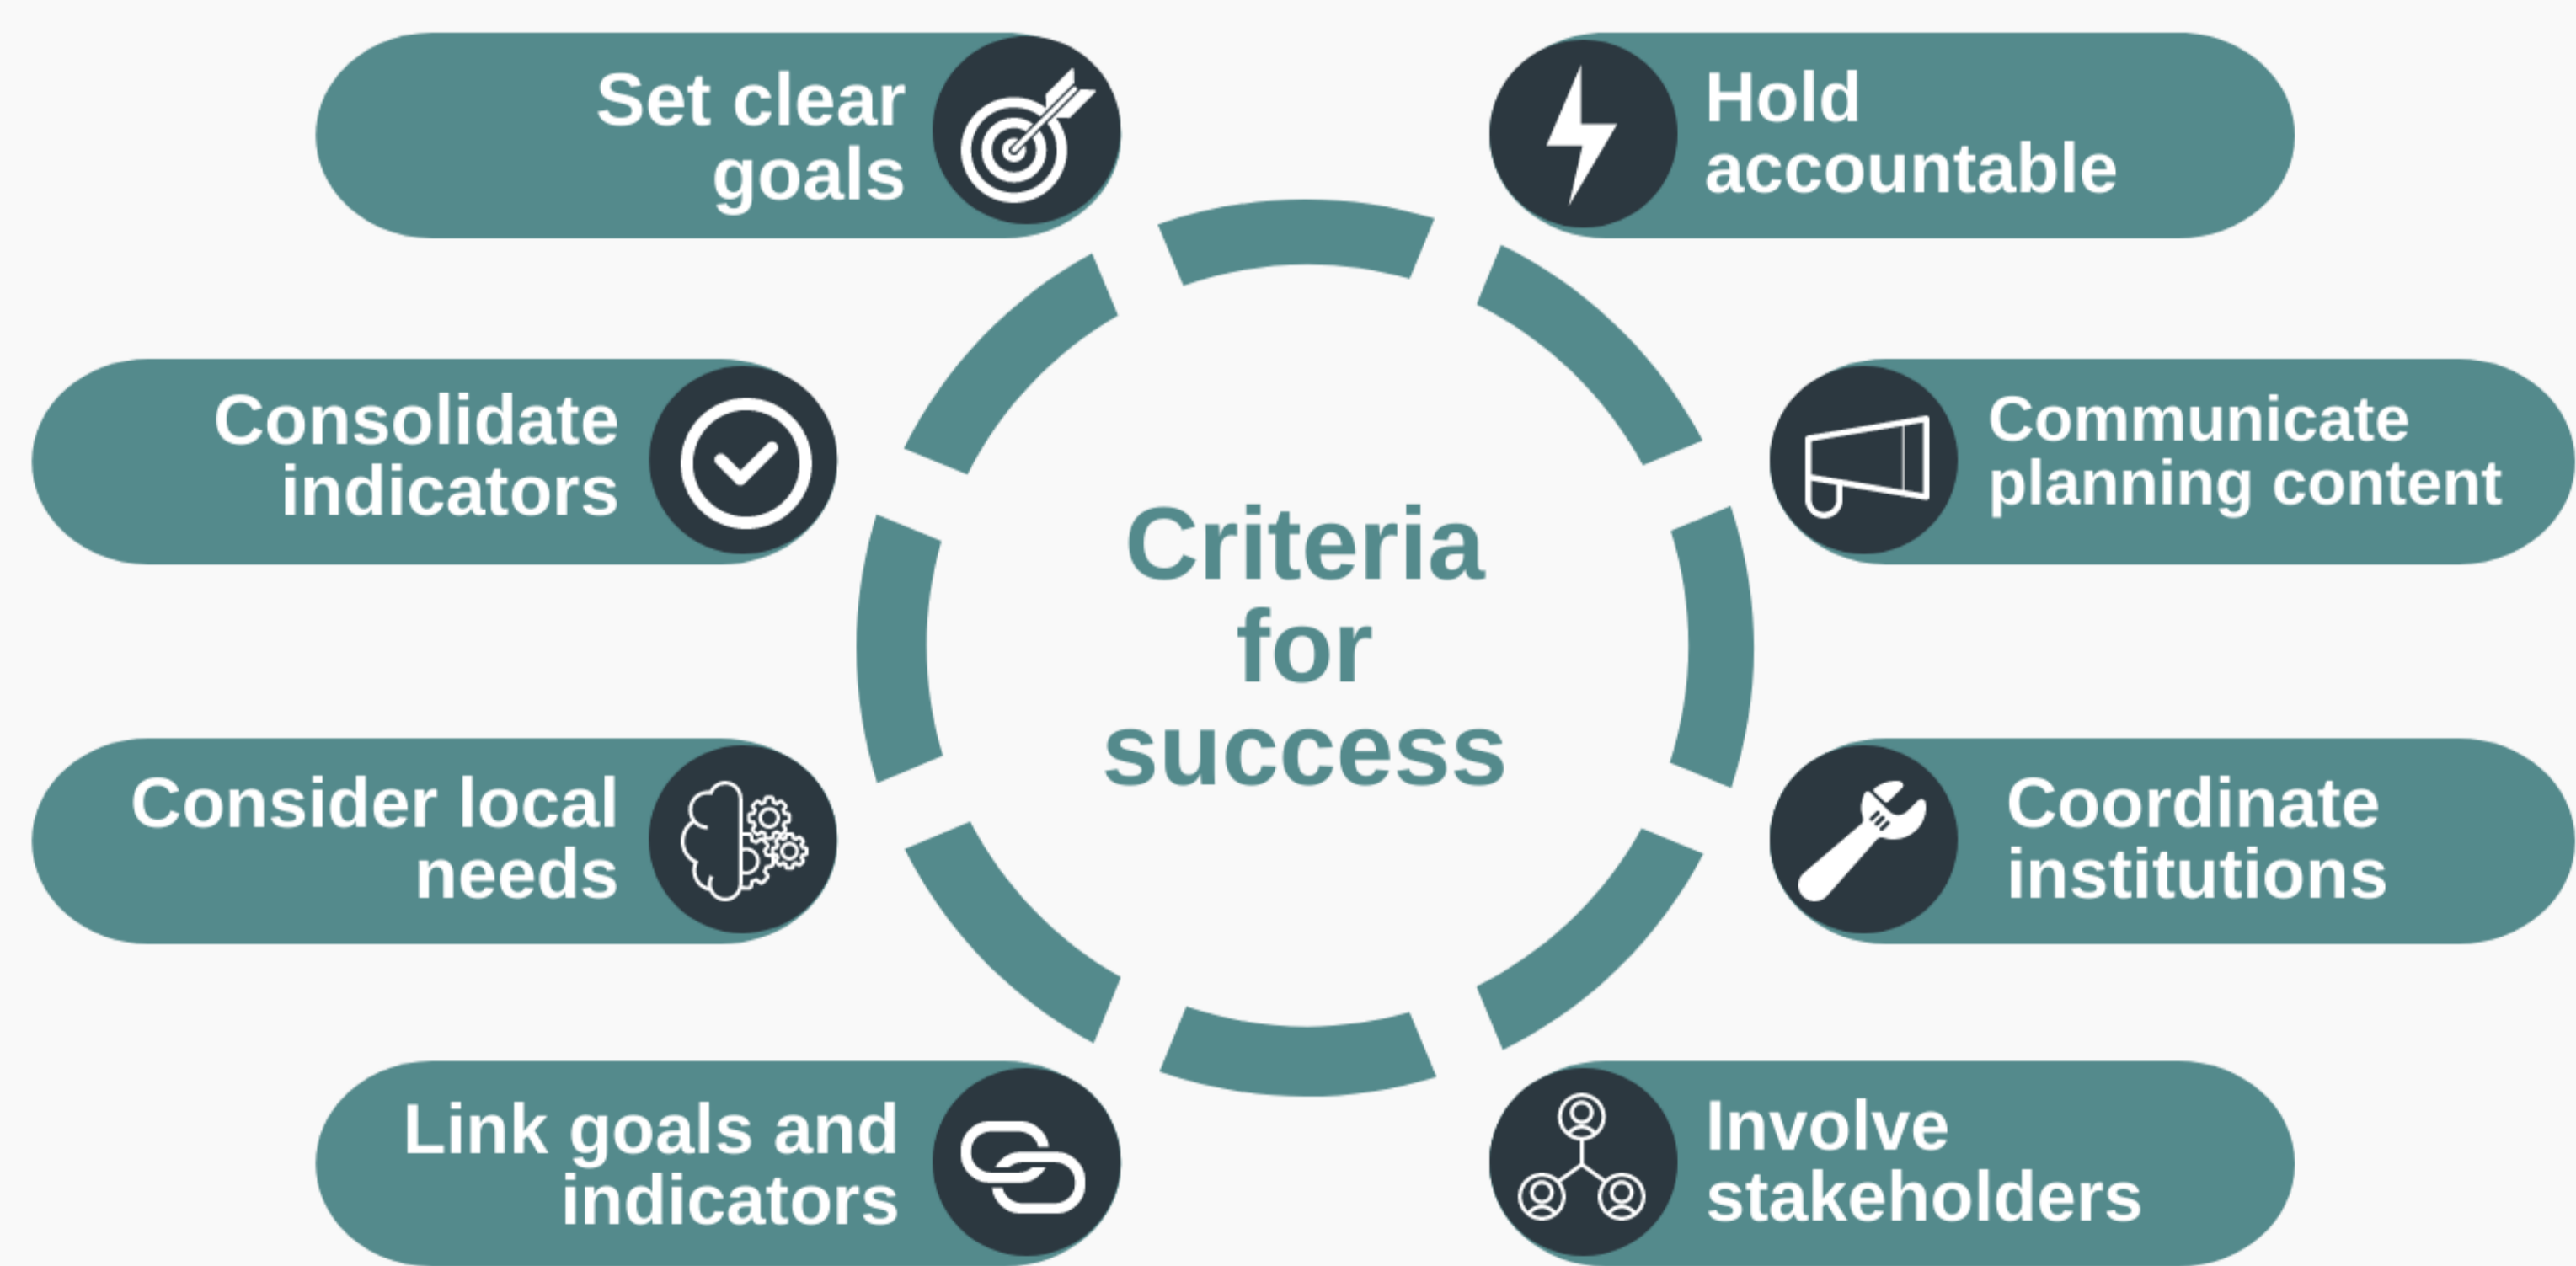 Set clear
goals
Hold
accountable
Consolidate
indicators
Communicate
planning content
Criteria
for
success
Consider local
needs
Coordinate
institutions
Link goals and
indicators
Involve
stakeholders